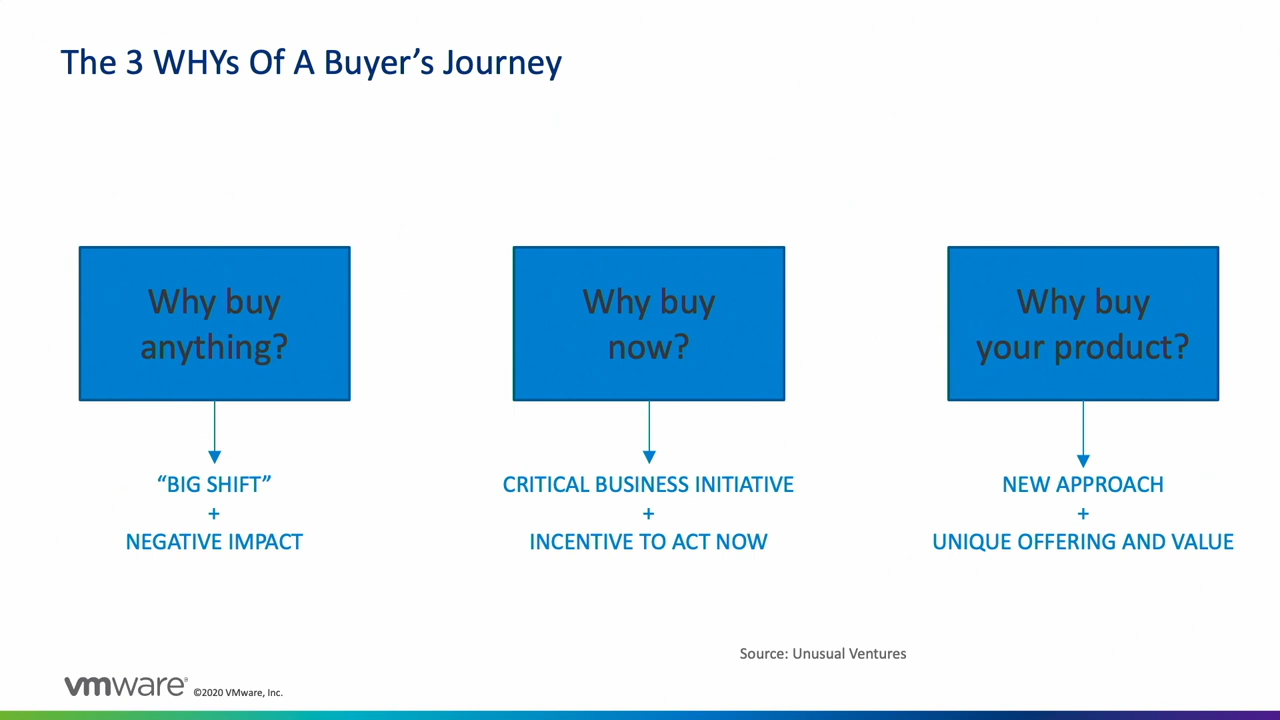 The 3 WHYs Of A Buyer’s Journey
Why buy
anything?
“BIG SHIFT”
+
NEGATIVE IMPACT
Why buy
now?
CRITICAL BUSINESS INITIATIVE
+
INCENTIVE TO ACT NOW
Why buy
your product?
NEW APPROACH
+
UNIQUE OFFERING AND VALUE
Source: Unusual Ventures
vmware® ©2020 VMware, Inc.